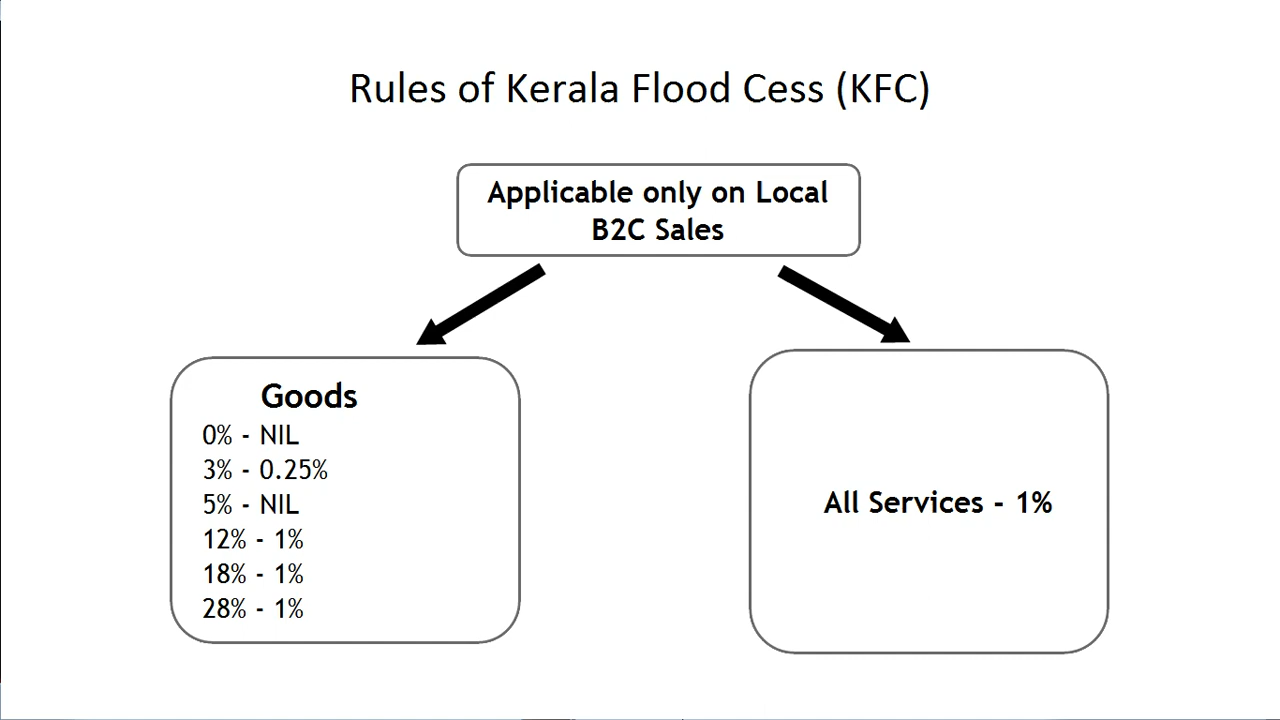 Rules of Kerala Flood Cess (KFC)
Applicable only on Local
B2C Sales
Goods
0% - NIL
3% - 0.25%
5% - NIL
12% - 1%
18% - 1%
28% - 1%
All Services - 1%